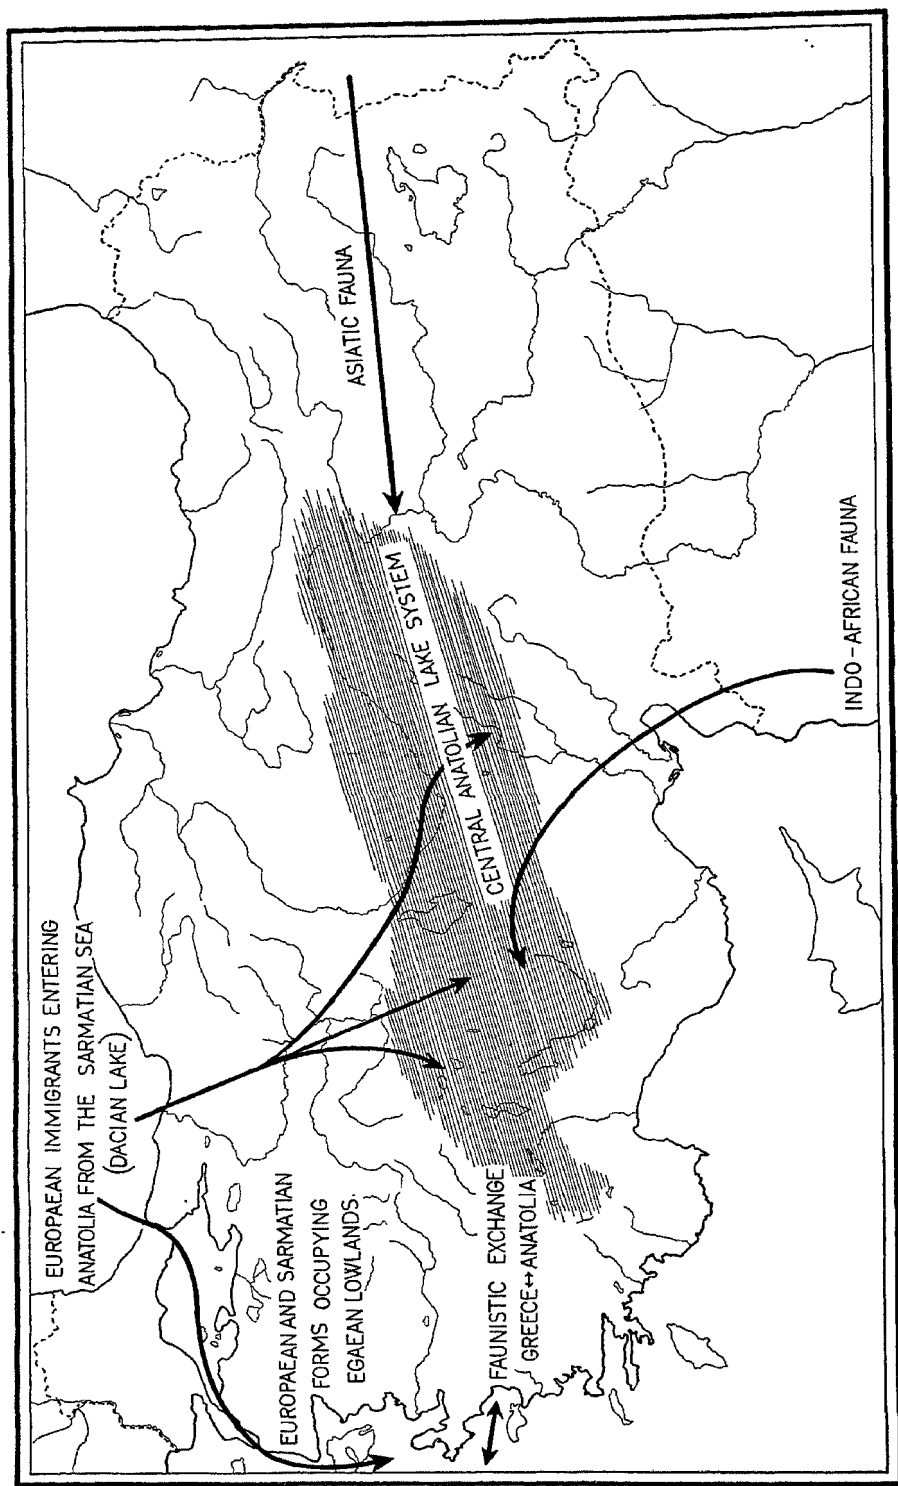 EUROPAEAN IMMIGRANTS ENTERING
ANATOLIA FROM THE SARMATIAN SEA
(DACIAN LAKE)
ASIATIC FAUNA
CENTRAL ANATOLIAN LAKE SYSTEM
EUROPAEAN AND SARMATIAN
FORMS OCCUPYING
EGAEAN LOWLANDS.
FAUNISTIC EXCHANGE
GREECE↔ANATOLIA
INDO-AFRICAN FAUNA